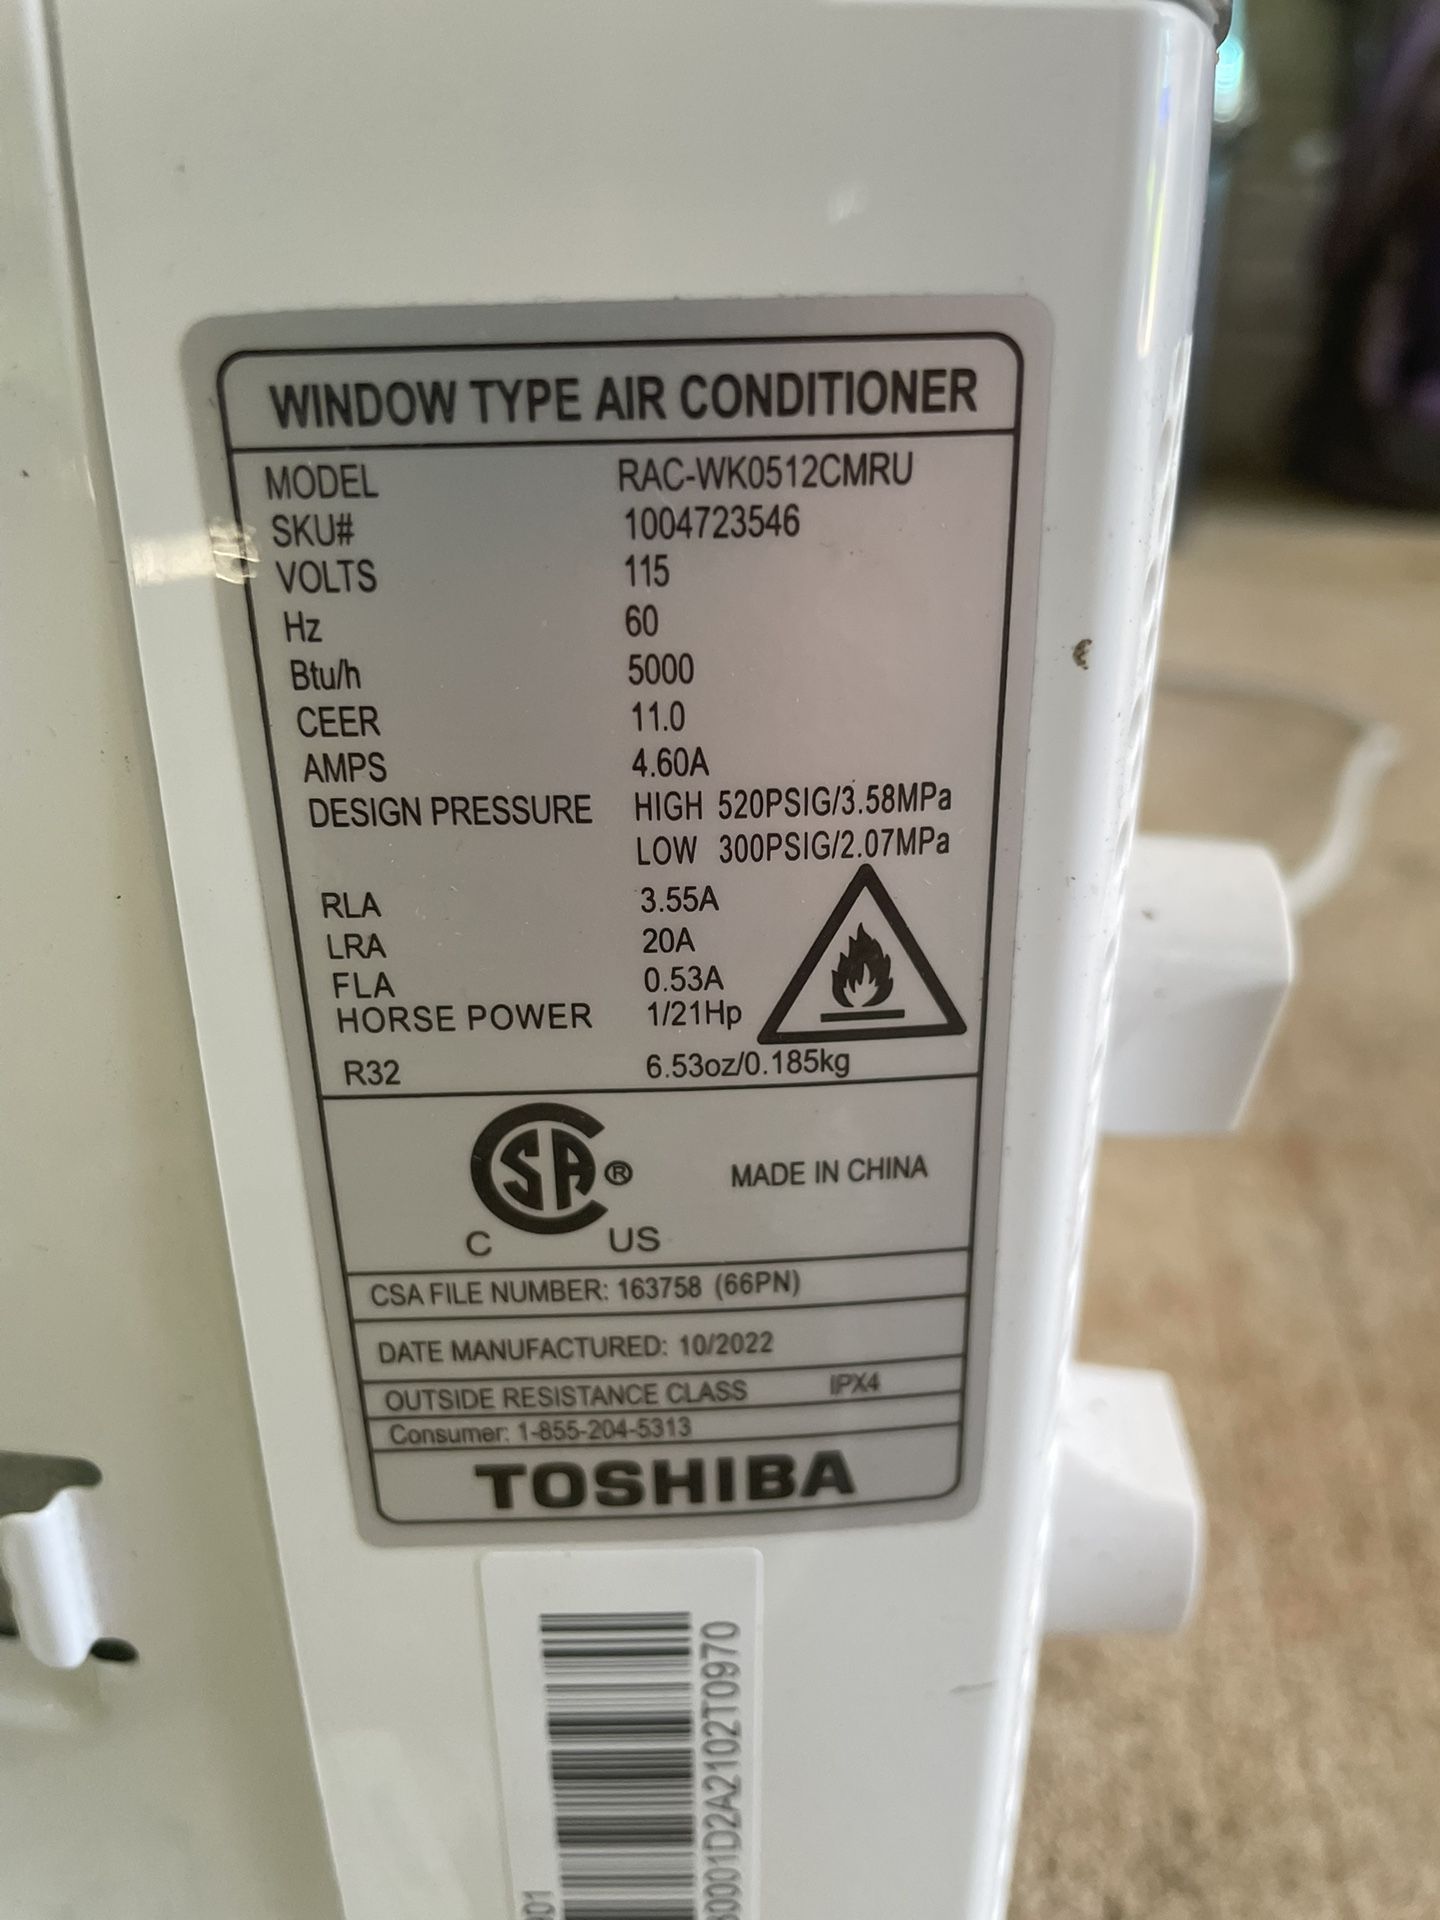 WINDOW TYPE AIR CONDITIONER
MODEL RAC-WK0512CMRU
SKU# 1004723546
VOLTS 115
Hz 60
Btu/h 5000
CEER 11.0
AMPS 4.60A
DESIGN PRESSURE HIGH 520PSIG/3.58MPa
LOW 300PSIG/2.07MPa
RLA 3.55A
LRA 20A
FLA 0.53A
HORSE POWER 1/21Hp
R32 6.53oz/0.185kg
CSA ®
C US
MADE IN CHINA
CSA FILE NUMBER: 163758 (66PN)
DATE MANUFACTURED: 10/2022
OUTSIDE RESISTANCE CLASS IPX4
Consumer: 1-855-204-5313
TOSHIBA
0001D2A2102T0970